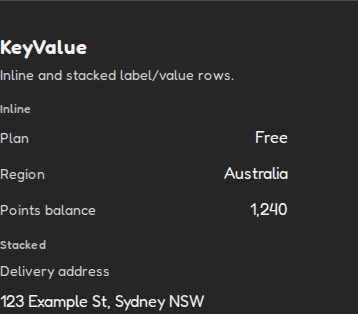 KeyValue
Inline and stacked label/value rows.
Inline
Plan Free
Region Australia
Points balance 1,240
Stacked
Delivery address
123 Example St, Sydney NSW